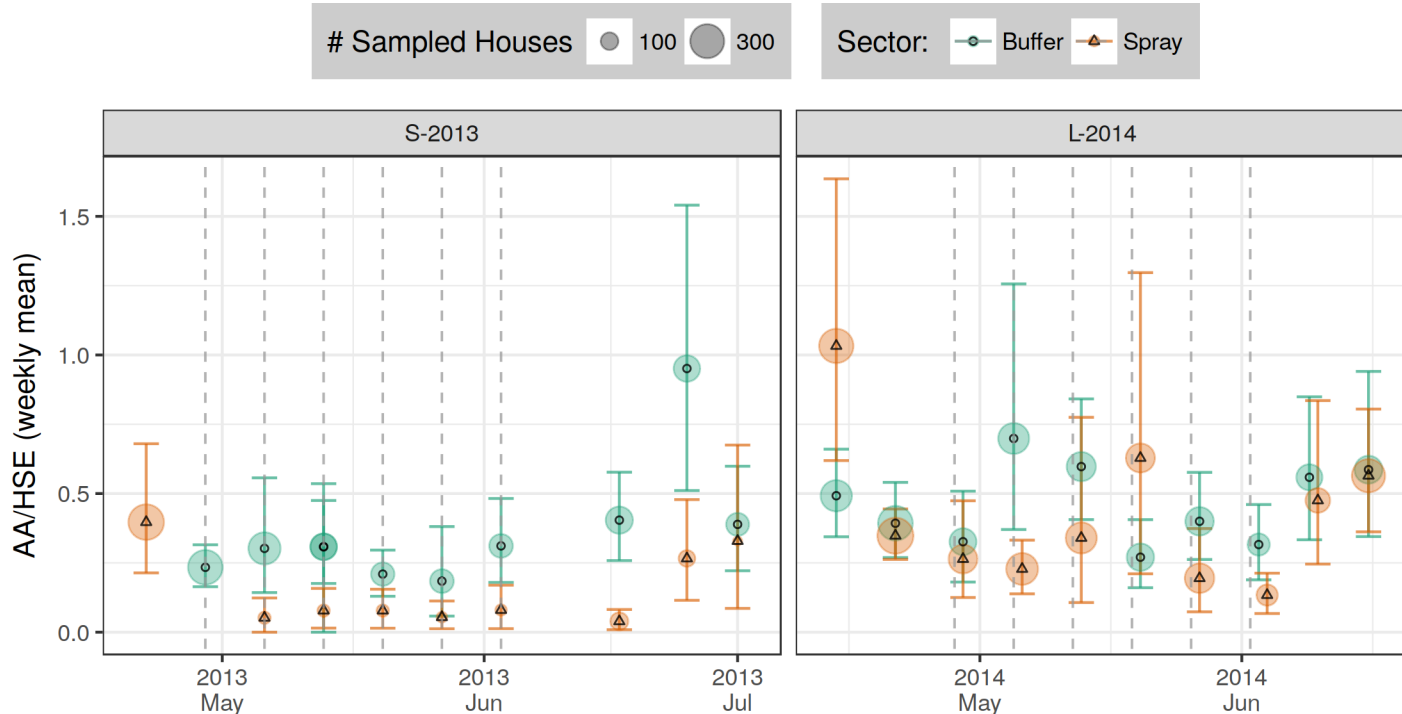 # Sampled Houses 100 300 Sector: Buffer Spray
S-2013 L-2014
AA/HSE (weekly mean)
1.5
1.0
0.5
0.0
2013 2013 2013 2014 2014
May Jun Jul May Jun